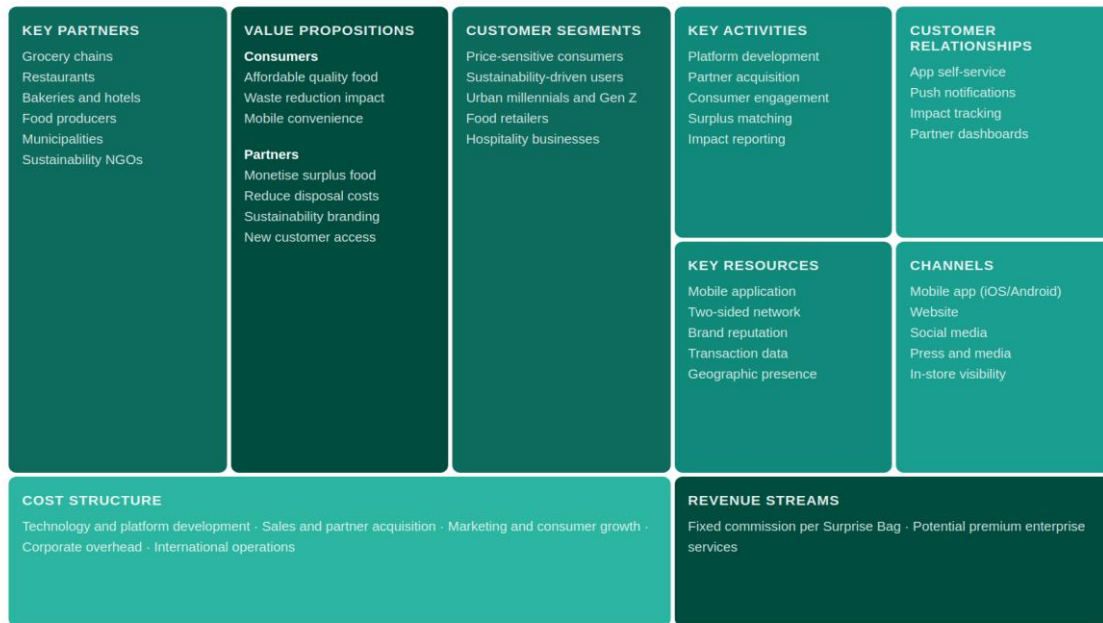 KEY PARTNERS
Grocery chains
Restaurants
Bakeries and hotels
Food producers
Municipalities
Sustainability NGOs
VALUE PROPOSITIONS
Consumers
Affordable quality food
Waste reduction impact
Mobile convenience
Partners
Monetise surplus food
Reduce disposal costs
Sustainability branding
New customer access
CUSTOMER SEGMENTS
Price-sensitive consumers
Sustainability-driven users
Urban millennials and Gen Z
Food retailers
Hospitality businesses
KEY ACTIVITIES
Platform development
Partner acquisition
Consumer engagement
Surplus matching
Impact reporting
CUSTOMER
RELATIONSHIPS
App self-service
Push notifications
Impact tracking
Partner dashboards
KEY RESOURCES
Mobile application
Two-sided network
Brand reputation
Transaction data
Geographic presence
CHANNELS
Mobile app (iOS/Android)
Website
Social media
Press and media
In-store visibility
COST STRUCTURE
Technology and platform development · Sales and partner acquisition · Marketing and consumer growth ·
Corporate overhead · International operations
REVENUE STREAMS
Fixed commission per Surprise Bag · Potential premium enterprise
services